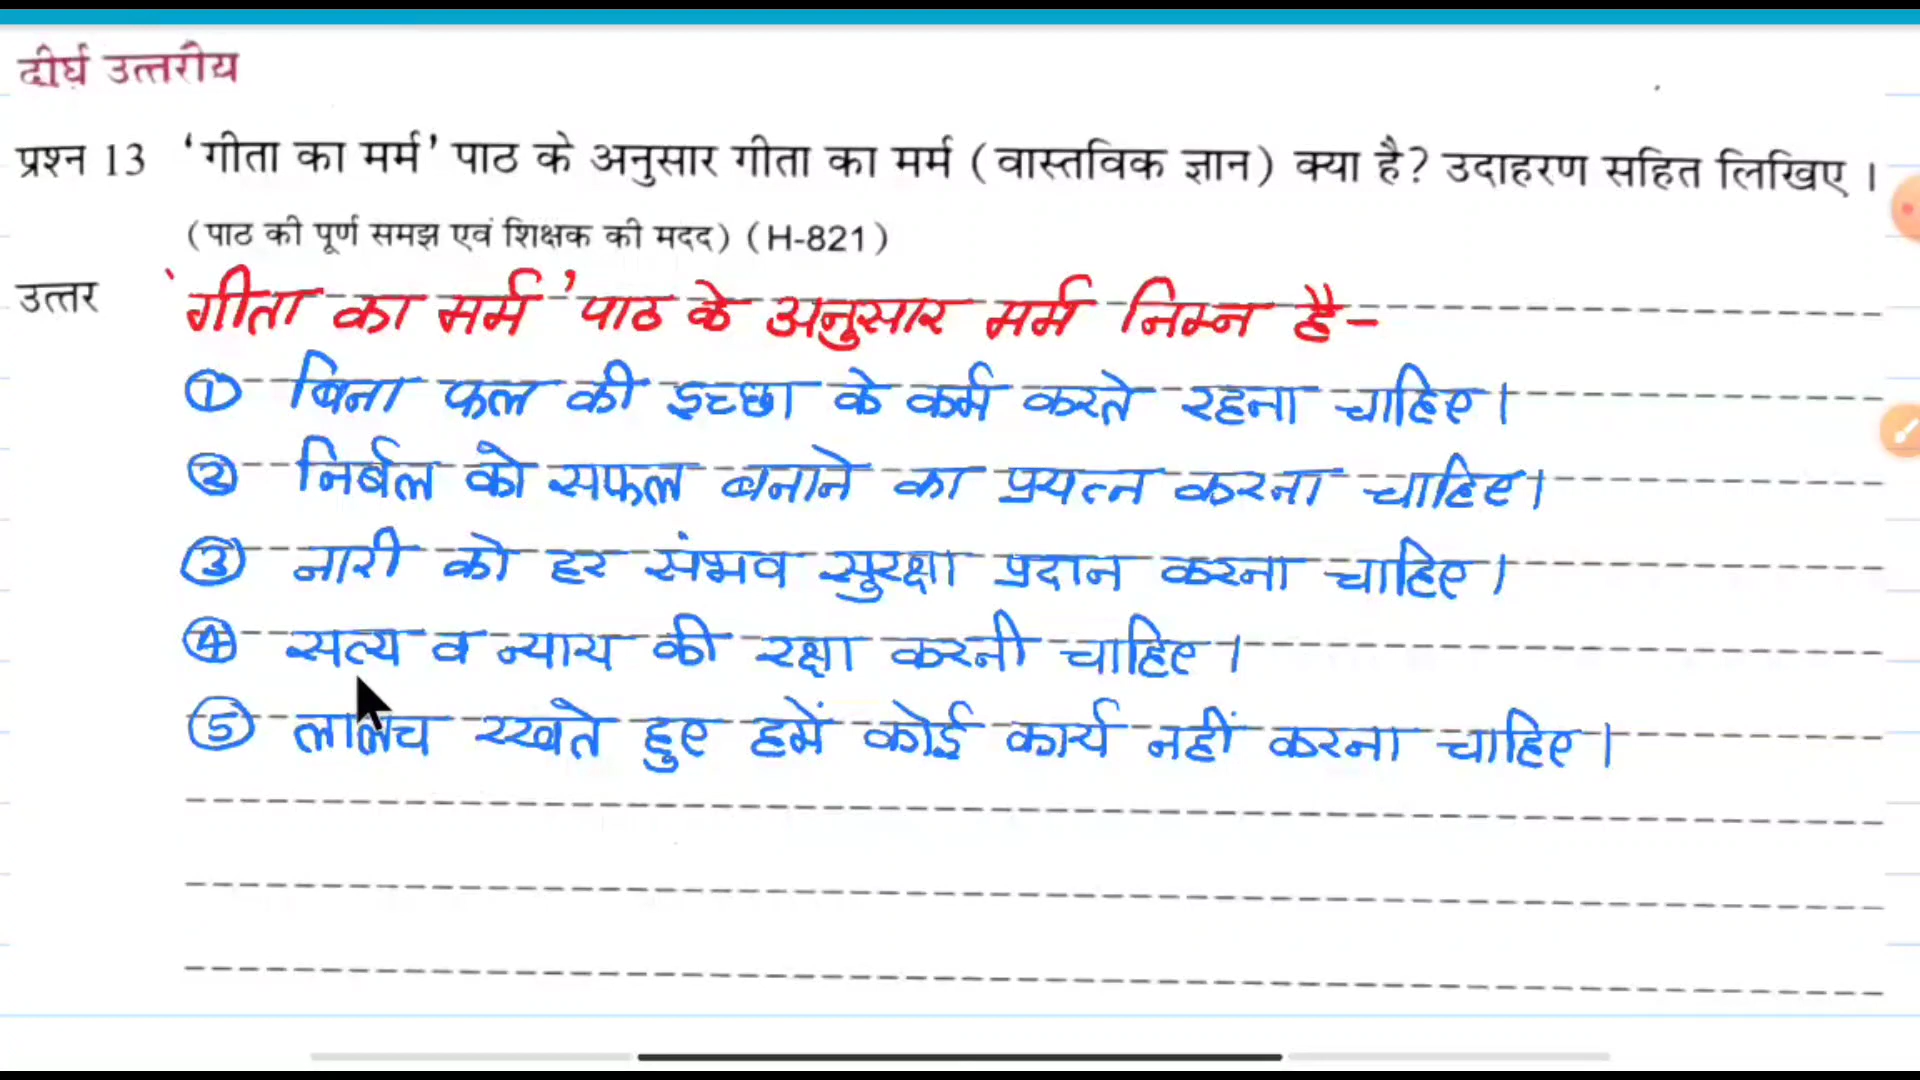 दीर्घ उत्तरीय
प्रश्न 13 'गीता का मर्म' पाठ के अनुसार गीता का मर्म (वास्तविक ज्ञान) क्या है? उदाहरण सहित लिखिए ।
(पाठ की पूर्ण समझ एवं शिक्षक की मदद) (H-821)
उत्तर 'गीता का मर्म' पाठ के अनुसार मर्म निम्न है-
① बिना फल की इच्छा के कर्म करते रहना चाहिए।
② निर्बल को सफल बनाने का प्रयत्न करना चाहिए।
③ नारी को हर संभव सुरक्षा प्रदान करना चाहिए।
④ सत्य व न्याय की रक्षा करनी चाहिए।
⑤ लालच रखते हुए हमें कोई कार्य नहीं करना चाहिए।